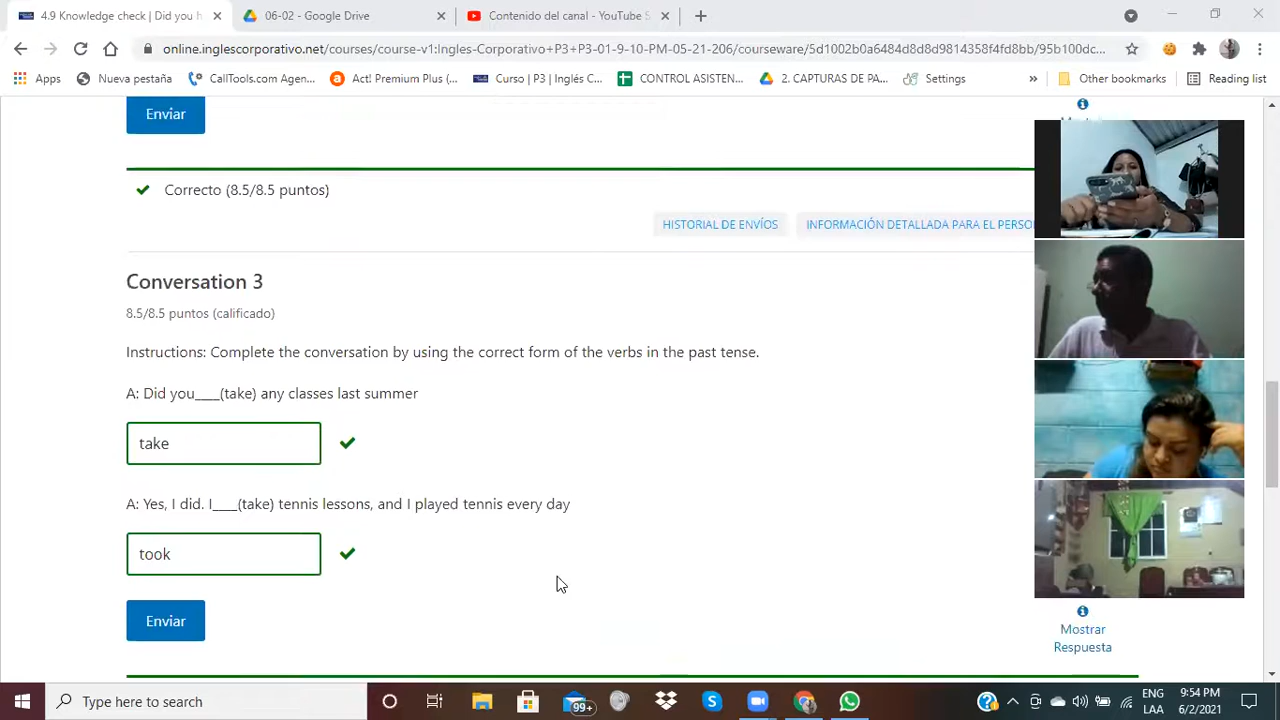 4.9 Knowledge check | Did you h
06-02 - Google Drive
Contenido del canal - YouTube S
online.inglescorporativo.net/courses/course-v1:Ingles-Corporativo+P3+P3-01-9-10-PM-05-21-206/courseware/5d1002b0a6484d8d8d9814358f4fd8bb/95b100dc...
Apps
Nueva pestaña
CallTools.com Agen...
Act! Premium Plus (...
Curso | P3 | Inglés C...
CONTROL ASISTEN...
2. CAPTURAS DE PA...
Settings
»
Other bookmarks
Reading list
Enviar
Correcto (8.5/8.5 puntos)
HISTORIAL DE ENVÍOS
INFORMACIÓN DETALLADA PARA EL PERSO
Conversation 3
8.5/8.5 puntos (calificado)
Instructions: Complete the conversation by using the correct form of the verbs in the past tense.
A: Did you____(take) any classes last summer
take
A: Yes, I did. I____(take) tennis lessons, and I played tennis every day
took
Enviar
Mostrar
Respuesta
Type here to search
99+
ENG
LAA
9:54 PM
6/2/2021